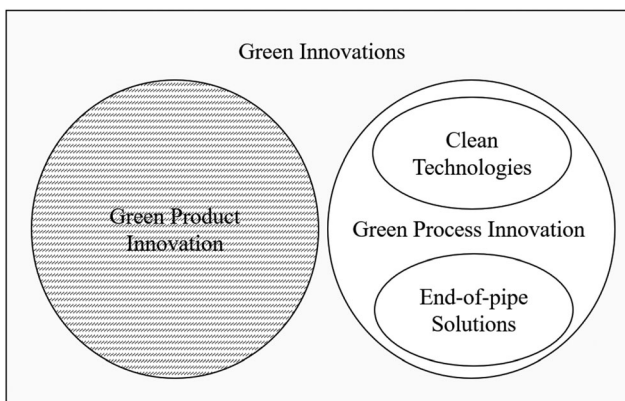 Green Innovations
Green Product
Innovation
Clean
Technologies
Green Process Innovation
End-of-pipe
Solutions